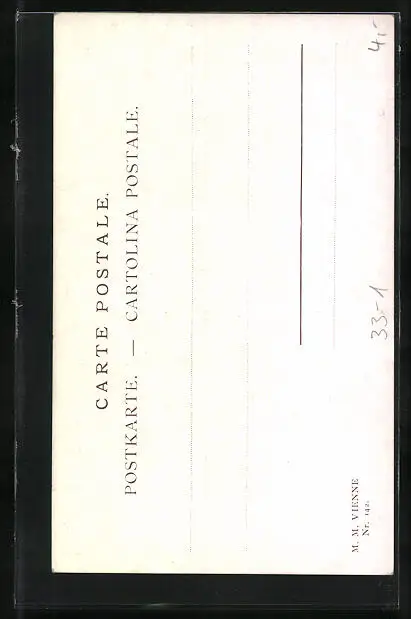 CARTE POSTALE.
POSTKARTE. — CARTOLINA POSTALE.
M. M. VIENNE
Nr. 142.
33-1
4,-